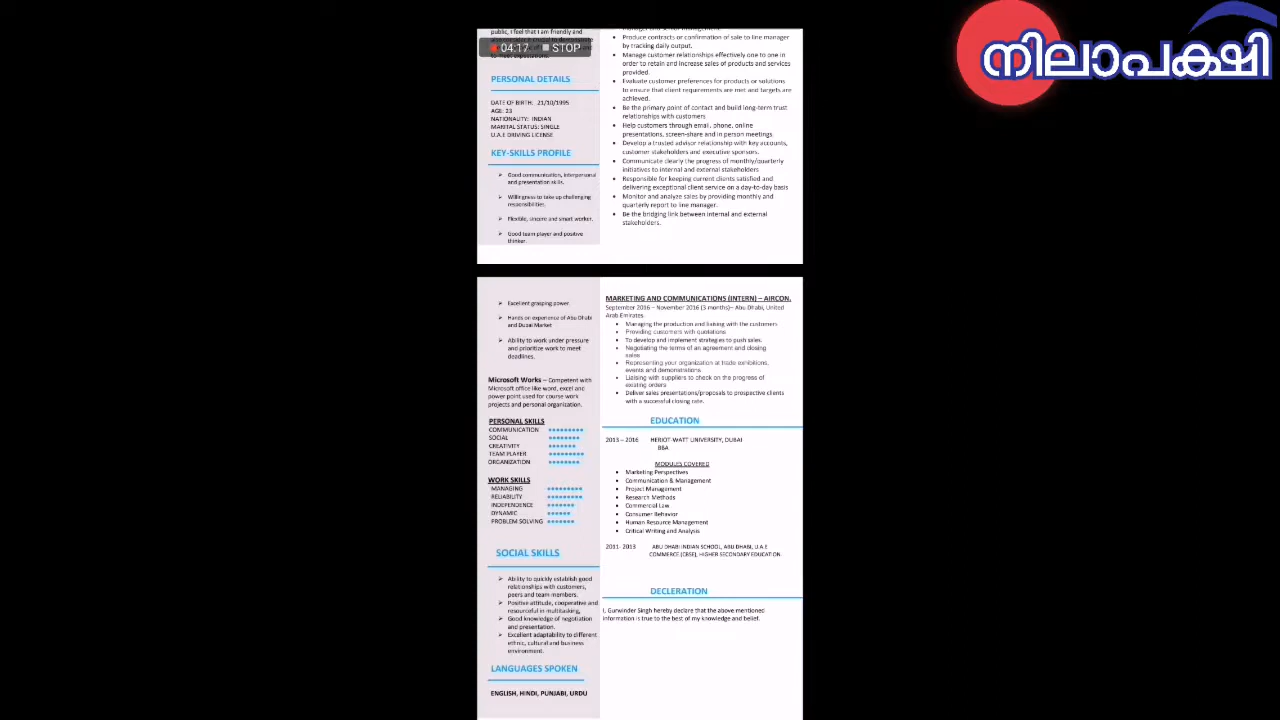 നിലാപക്ഷി
public, I feel that I am friendly and
04:17 STOP
PERSONAL DETAILS
DATE OF BIRTH: 21/10/1995
AGE: 23
NATIONALITY: INDIAN
MARITAL STATUS: SINGLE
U.A.E DRIVING LICENSE
KEY-SKILLS PROFILE
➢ Good communication, interpersonal
and presentation skills.
➢ Willingness to take up challenging
responsibilities.
➢ Flexible, sincere and smart worker.
➢ Good team player and positive
thinker.
• Produce contracts or confirmation of sale to line manager
by tracking daily output.
• Manage customer relationships effectively one to one in
order to retain and increase sales of products and services
provided.
• Evaluate customer preferences for products or solutions
to ensure that client requirements are met and targets are
achieved.
• Be the primary point of contact and build long-term trust
relationships with customers
• Help customers through email, phone, online
presentations, screen-share and in person meetings
• Develop a trusted advisor relationship with key accounts,
customer stakeholders and executive sponsors.
• Communicate clearly the progress of monthly/quarterly
initiatives to internal and external stakeholders
• Responsible for keeping current clients satisfied and
delivering exceptional client service on a day-to-day basis
• Monitor and analyze sales by providing monthly and
quarterly report to line manager.
• Be the bridging link between internal and external
stakeholders.
➢ Excellent grasping power.
➢ Hands on experience of Abu Dhabi
and Dubai Market
➢ Ability to work under pressure
and prioritize work to meet
deadlines.
Microsoft Works – Competent with
Microsoft office like word, excel and
power point used for course work
projects and personal organization.
PERSONAL SKILLS
COMMUNICATION
SOCIAL
CREATIVITY
TEAM PLAYER
ORGANIZATION
WORK SKILLS
MANAGING
RELIABILITY
INDEPENDENCE
DYNAMIC
PROBLEM SOLVING
SOCIAL SKILLS
➢ Ability to quickly establish good
relationships with customers,
peers and team members.
➢ Positive attitude, cooperative and
resourceful in multitasking,
➢ Good knowledge of negotiation
and presentation.
➢ Excellent adaptability to different
ethnic, cultural and business
environment.
LANGUAGES SPOKEN
ENGLISH, HINDI, PUNJABI, URDU
MARKETING AND COMMUNICATIONS (INTERN) – AIRCON.
September 2016 – November 2016 (3 months)– Abu Dhabi, United
Arab Emirates
• Managing the production and liaising with the customers
• Providing customers with quotations
• To develop and implement strategies to push sales.
• Negotiating the terms of an agreement and closing
sales
• Representing your organization at trade exhibitions,
events and demonstrations
• Liaising with suppliers to check on the progress of
existing orders
• Deliver sales presentations/proposals to prospective clients
with a successful closing rate.
EDUCATION
2013 – 2016 HERIOT-WATT UNIVERSITY, DUBAI
BBA
MODULES COVERED
• Marketing Perspectives
• Communication & Management
• Project Management
• Research Methods
• Commercial Law
• Consumer Behavior
• Human Resource Management
• Critical Writing and Analysis
2011- 2013 ABU DHABI INDIAN SCHOOL, ABU DHABI, U.A.E
COMMERCE (CBSE), HIGHER SECONDARY EDUCATION.
DECLERATION
I, Gurwinder Singh hereby declare that the above mentioned
information is true to the best of my knowledge and belief.